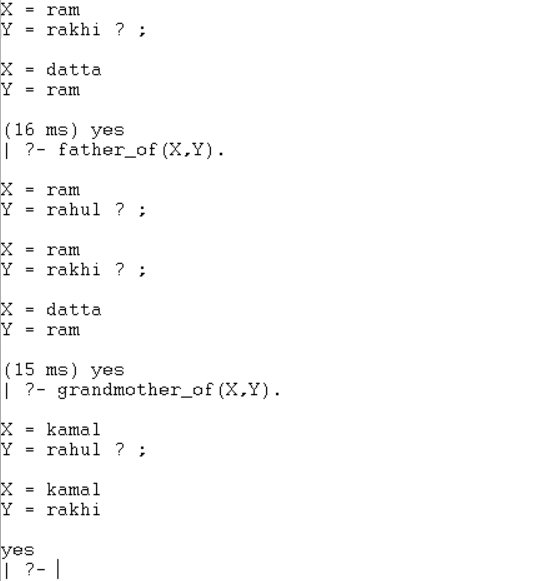 X = ram
Y = rakhi ? ;
X = datta
Y = ram
(16 ms) yes
| ?- father_of(X,Y).
X = ram
Y = rahul ? ;
X = ram
Y = rakhi ? ;
X = datta
Y = ram
(15 ms) yes
| ?- grandmother_of(X,Y).
X = kamal
Y = rahul ? ;
X = kamal
Y = rakhi
yes
| ?- |